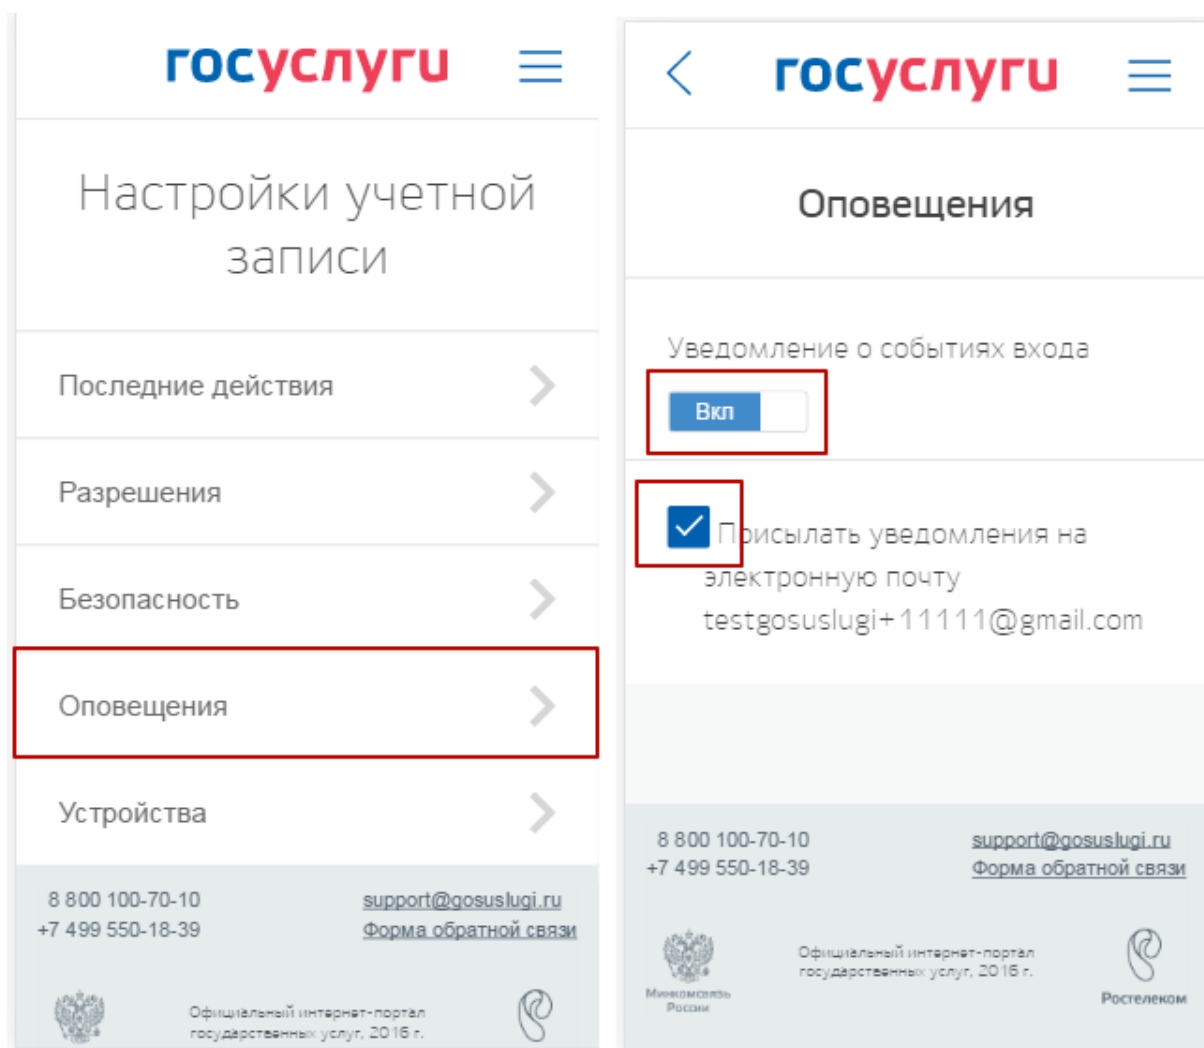 госуслуги
Настройки учетной
записи
Последние действия
Разрешения
Безопасность
Оповещения
Устройства
8 800 100-70-10
+7 499 550-18-39
support@gosuslugi.ru
Форма обратной связи
Официальный интернет-портал
государственных услуг, 2016 г.
госуслуги
Оповещения
Уведомление о событиях входа
Вкл
Присылать уведомления на
электронную почту
testgosuslugi+11111@gmail.com
8 800 100-70-10
+7 499 550-18-39
support@gosuslugi.ru
Форма обратной связи
Минкомсвязь
России
Официальный интернет-портал
государственных услуг, 2016 г.
Ростелеком